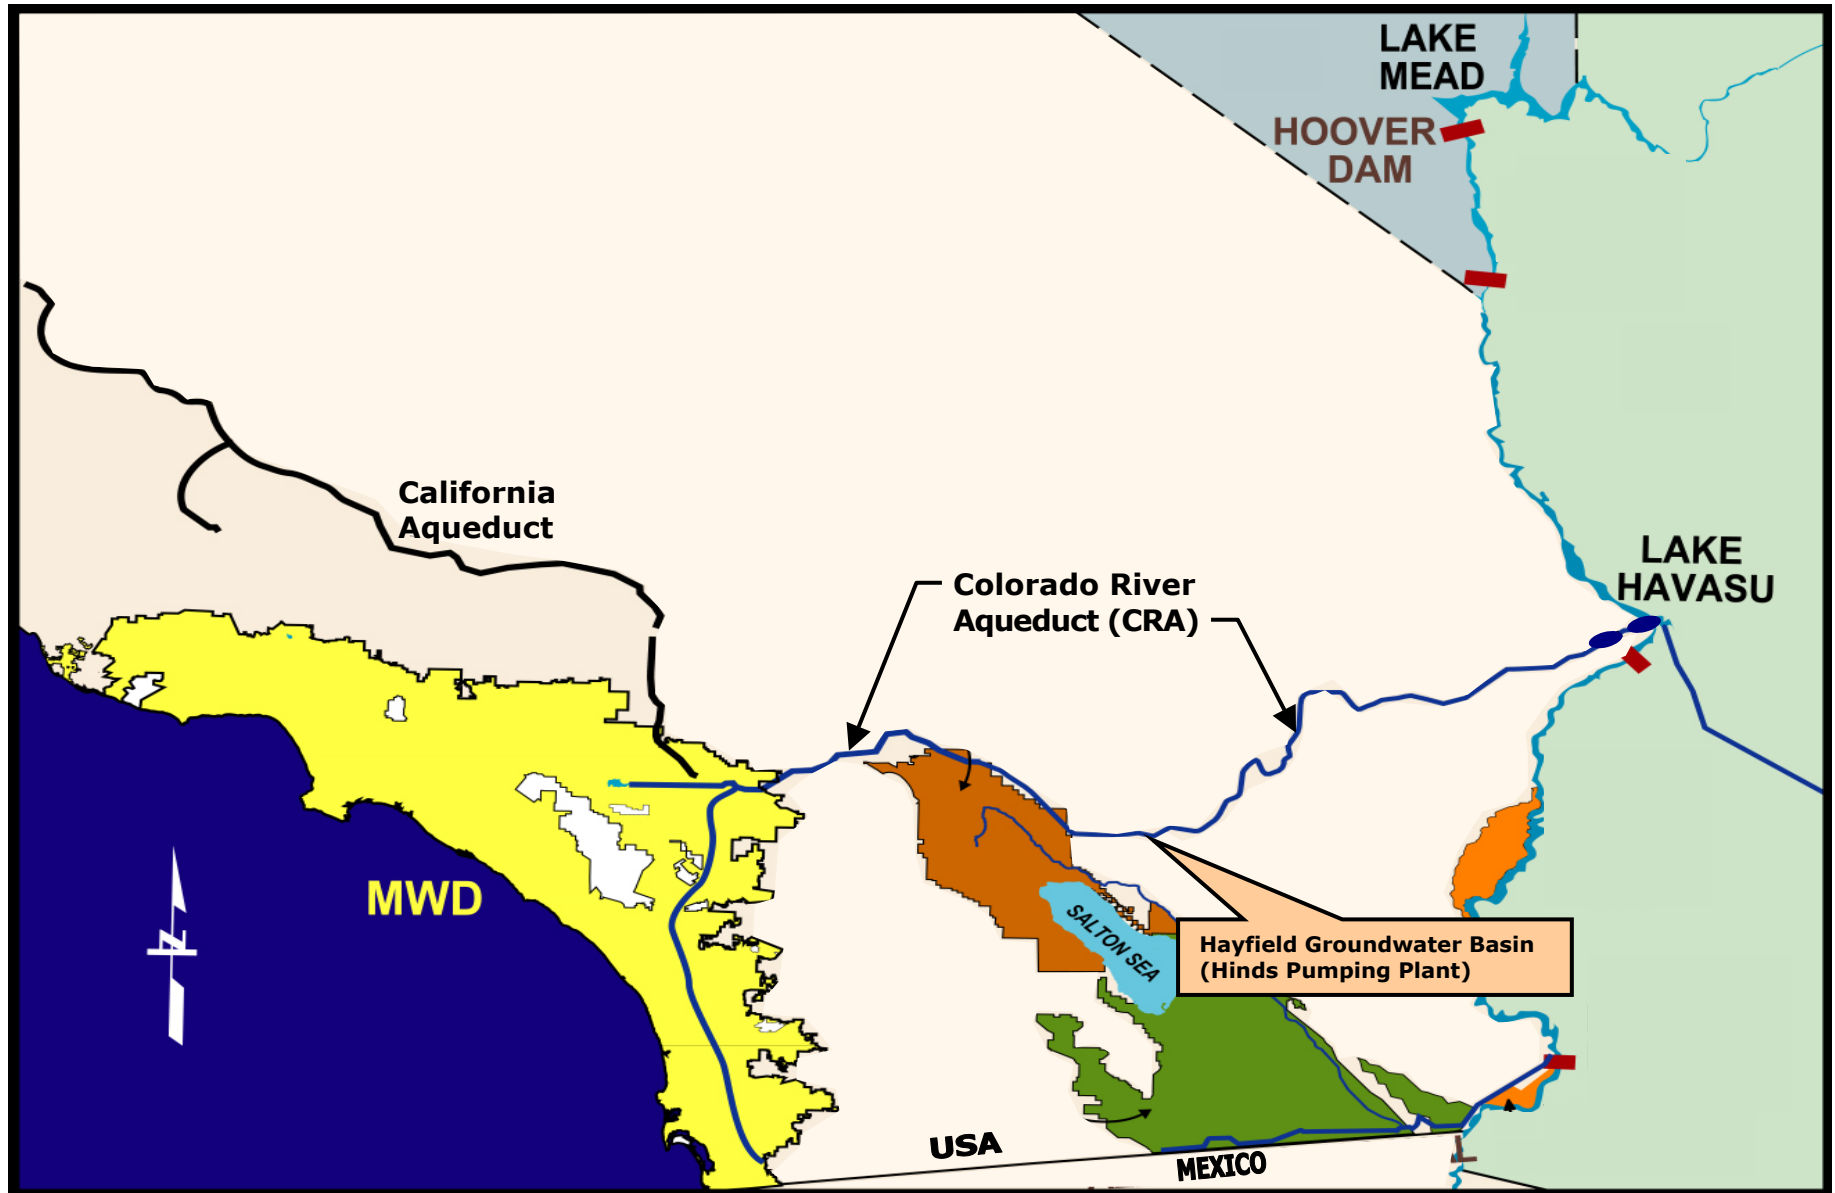 LAKE
MEAD
HOOVER
DAM
California
Aqueduct
LAKE
HAVASU
Colorado River
Aqueduct (CRA)
MWD
SALTON SEA
Hayfield Groundwater Basin
(Hinds Pumping Plant)
N
USA
MEXICO